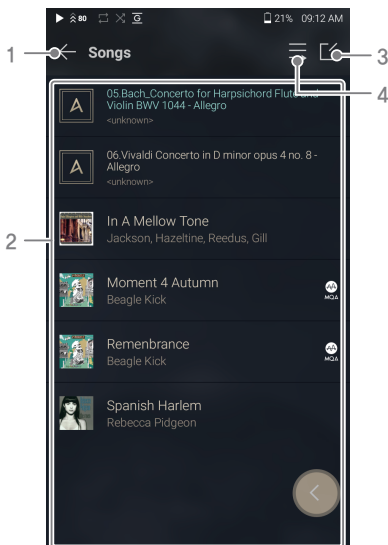 80 G 21% 09:12 AM
1 Songs 3
4
05.Bach_Concerto for Harpsichord Flute and
Violin BWV 1044 - Allegro
<unknown>
06.Vivaldi Concerto in D minor opus 4 no. 8 -
Allegro
<unknown>
2
In A Mellow Tone
Jackson, Hazeltine, Reedus, Gill
Moment 4 Autumn
Beagle Kick
MQA
Remenbrance
Beagle Kick
MQA
Spanish Harlem
Rebecca Pidgeon